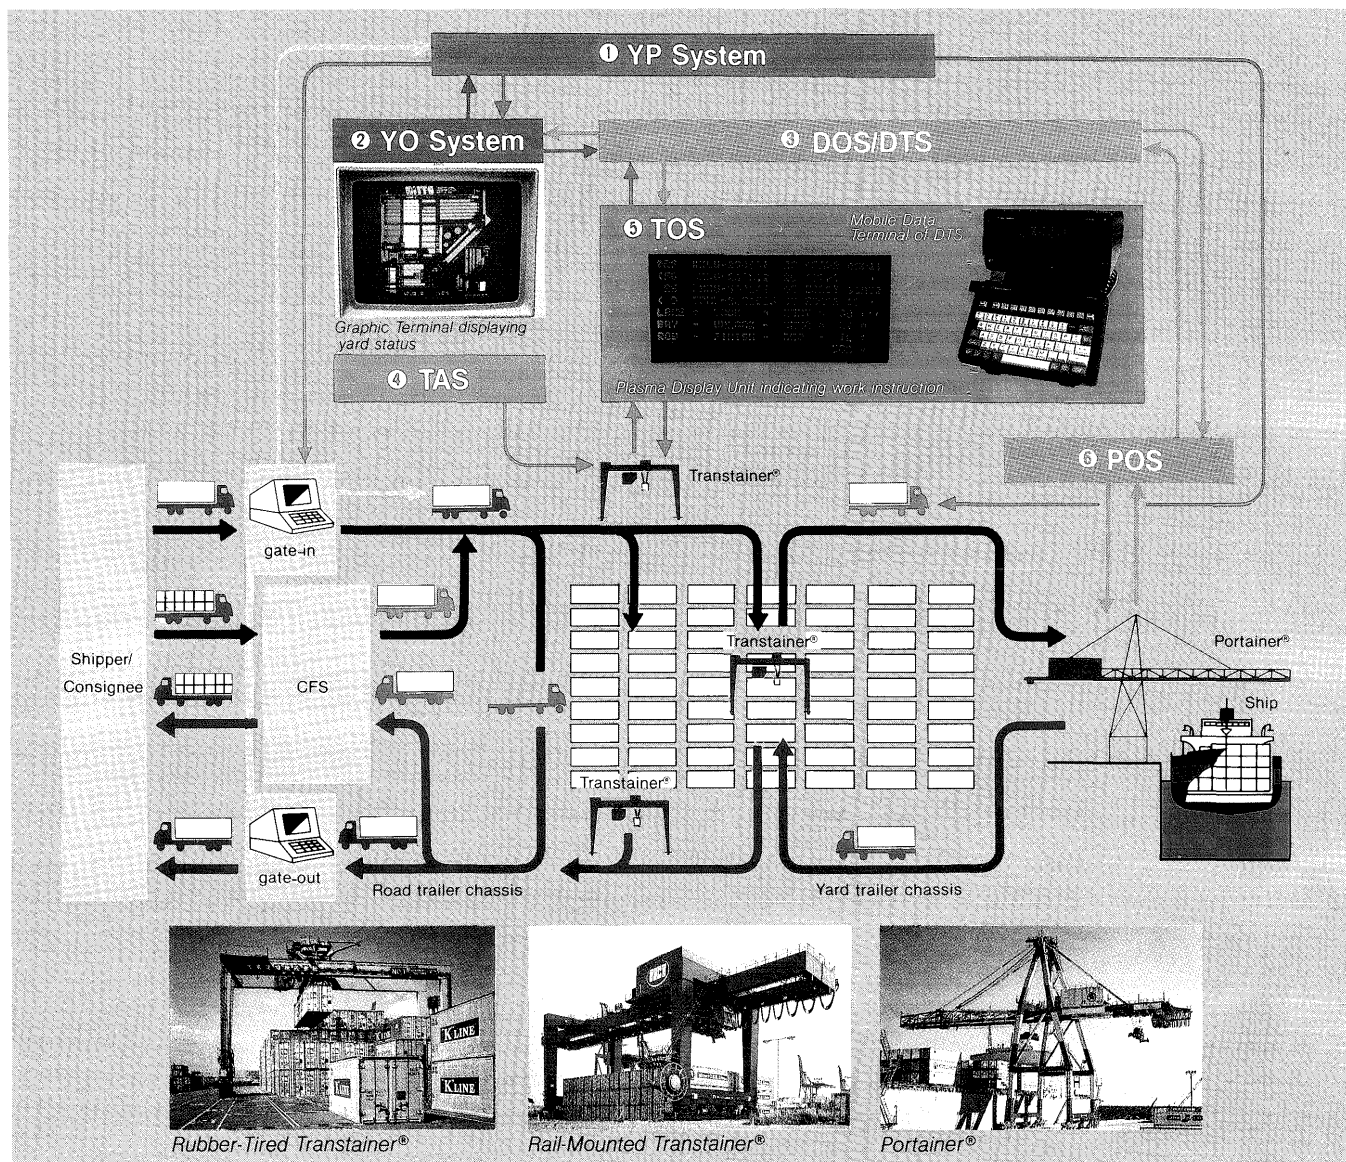 ❶ YP System
❷ YO System
❸ DOS/DTS
❺ TOS
Mobile Data
Terminal of DTS
Graphic Terminal displaying
yard status
❹ TAS
Plasma Display Unit indicating work instruction
❻ POS
Transtainer®
gate-in
Shipper/
Consignee
CFS
Transtainer®
Portainer®
Ship
Transtainer®
gate-out
Road trailer chassis
Yard trailer chassis
K LINE
K LINE
K LINE
Rubber-Tired Transtainer®
Rail-Mounted Transtainer®
Portainer®